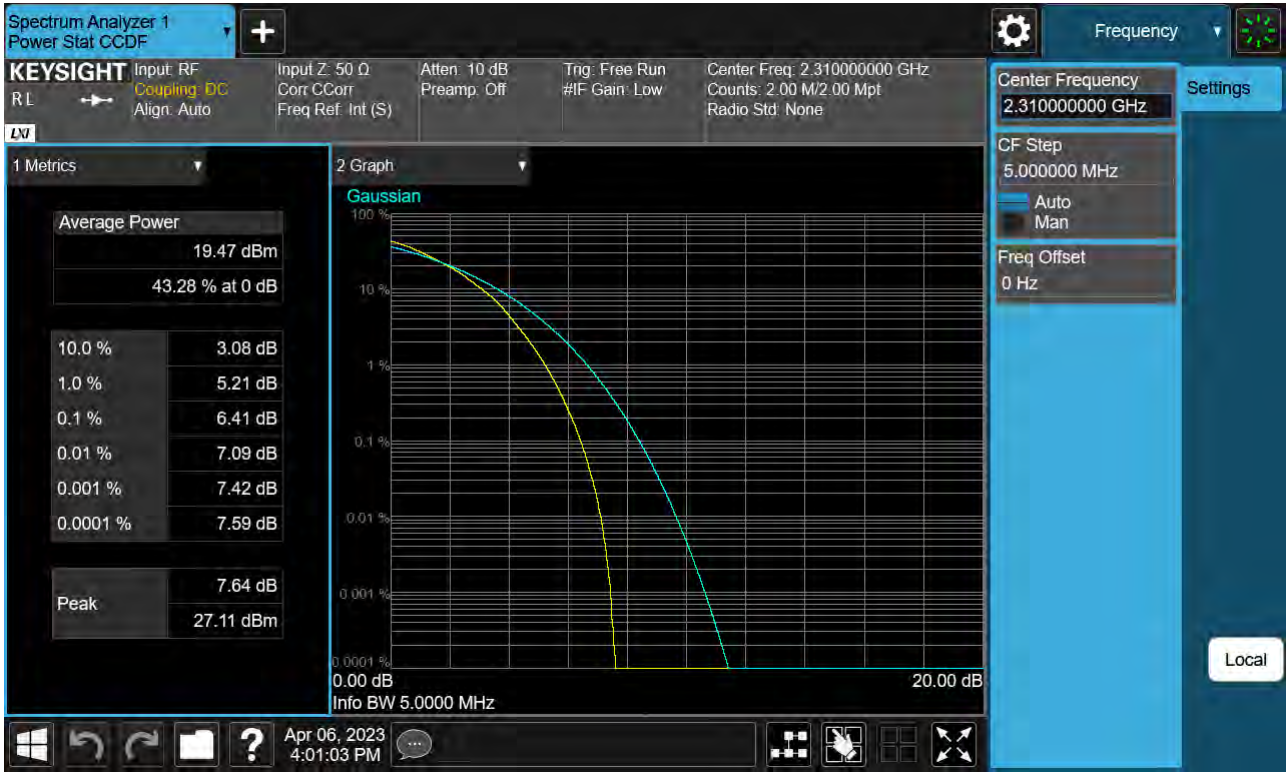 Spectrum Analyzer 1
Power Stat CCDF
+
Frequency
KEYSIGHT
Input: RF
Input Z: 50 Ω
Atten: 10 dB
Trig: Free Run
Center Freq: 2.310000000 GHz
RL
Coupling: DC
Corr CCorr
Preamp: Off
#IF Gain: Low
Counts: 2.00 M/2.00 Mpt
Align: Auto
Freq Ref: Int (S)
Radio Std: None
LXI
Center Frequency
2.310000000 GHz
Settings
CF Step
5.000000 MHz
Auto
Man
Freq Offset
0 Hz
Local
1 Metrics
Average Power
19.47 dBm
43.28 % at 0 dB
10.0 % 3.08 dB
1.0 % 5.21 dB
0.1 % 6.41 dB
0.01 % 7.09 dB
0.001 % 7.42 dB
0.0001 % 7.59 dB
Peak
7.64 dB
27.11 dBm
2 Graph
Gaussian
100 %
10 %
1 %
0.1 %
0.01 %
0.001 %
0.0001 %
0.00 dB 20.00 dB
Info BW 5.0000 MHz
?
Apr 06, 2023
4:01:03 PM